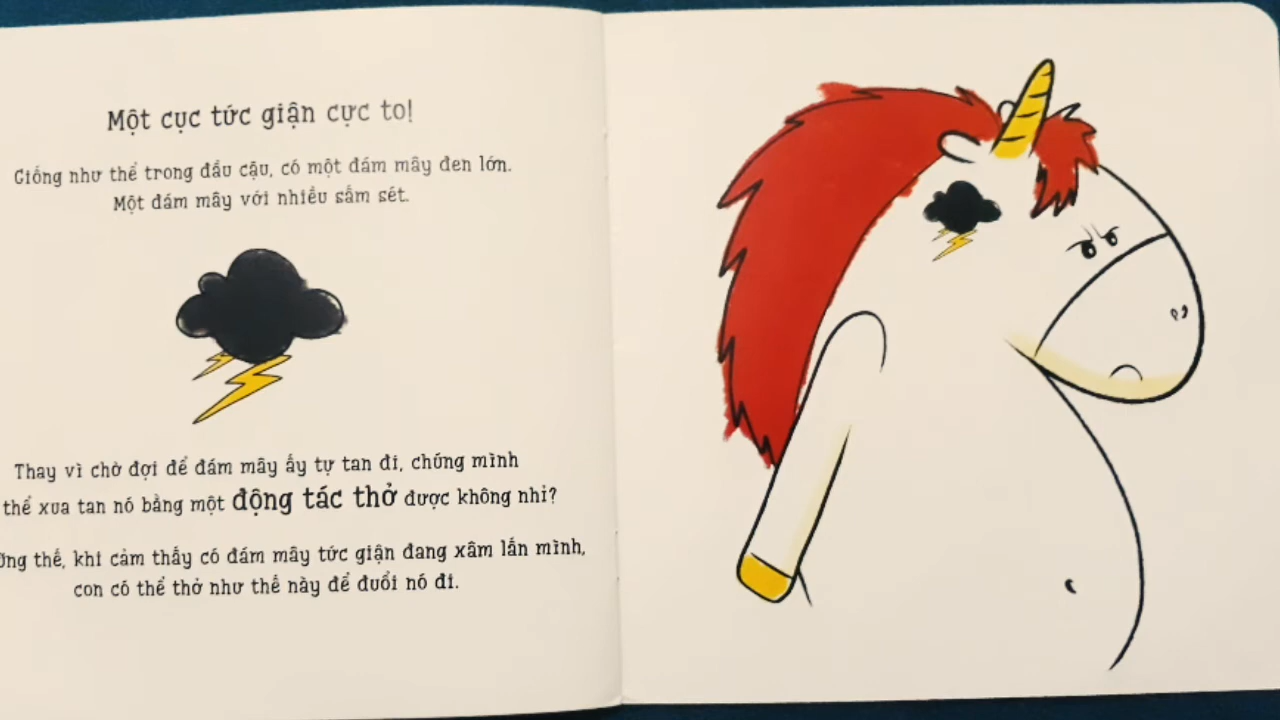 Một cục tức giận cực to!
Giống như thể trong đầu cậu, có một đám mây đen lớn.
Một đám mây với nhiều sấm sét.
Thay vì chờ đợi để đám mây ấy tự tan đi, chúng mình
thể xua tan nó bằng một động tác thở được không nhỉ?
thế, khi cảm thấy có đám mây tức giận đang xâm lấn mình,
con có thể thở như thế này để đuổi nó đi.